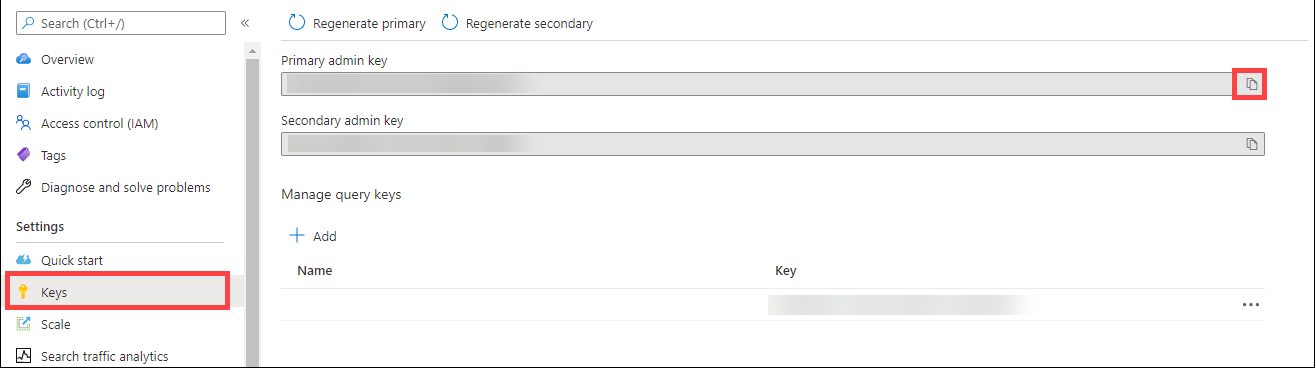 Search (Ctrl+/)
«
Overview
Activity log
Access control (IAM)
Tags
Diagnose and solve problems
Settings
Quick start
Keys
Scale
Search traffic analytics
Regenerate primary
Regenerate secondary
Primary admin key
Secondary admin key
Manage query keys
Add
Name Key